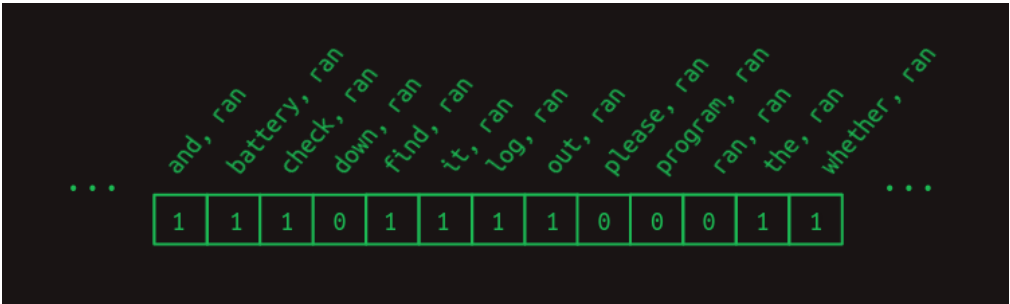 and, ran
battery, ran
check, ran
down, ran
find, ran
it, ran
log, ran
out, ran
please, ran
program, ran
ran, ran
the, ran
whether, ran
... ...
1 1 1 0 1 1 1 1 0 0 0 1 1